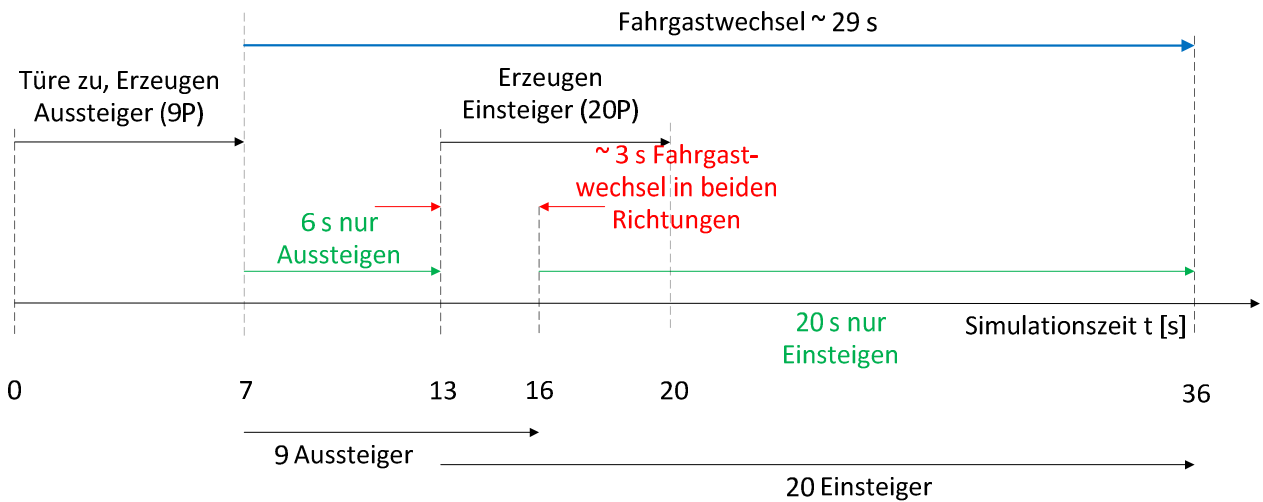 Fahrgastwechsel ~ 29 s
Türe zu, Erzeugen
Aussteiger (9P)
Erzeugen
Einsteiger (20P)
~ 3 s Fahrgast-
wechsel in beiden
Richtungen
6 s nur
Aussteigen
20 s nur
Einsteigen
Simulationszeit t [s]
0 7 13 16 20 36
9 Aussteiger
20 Einsteiger